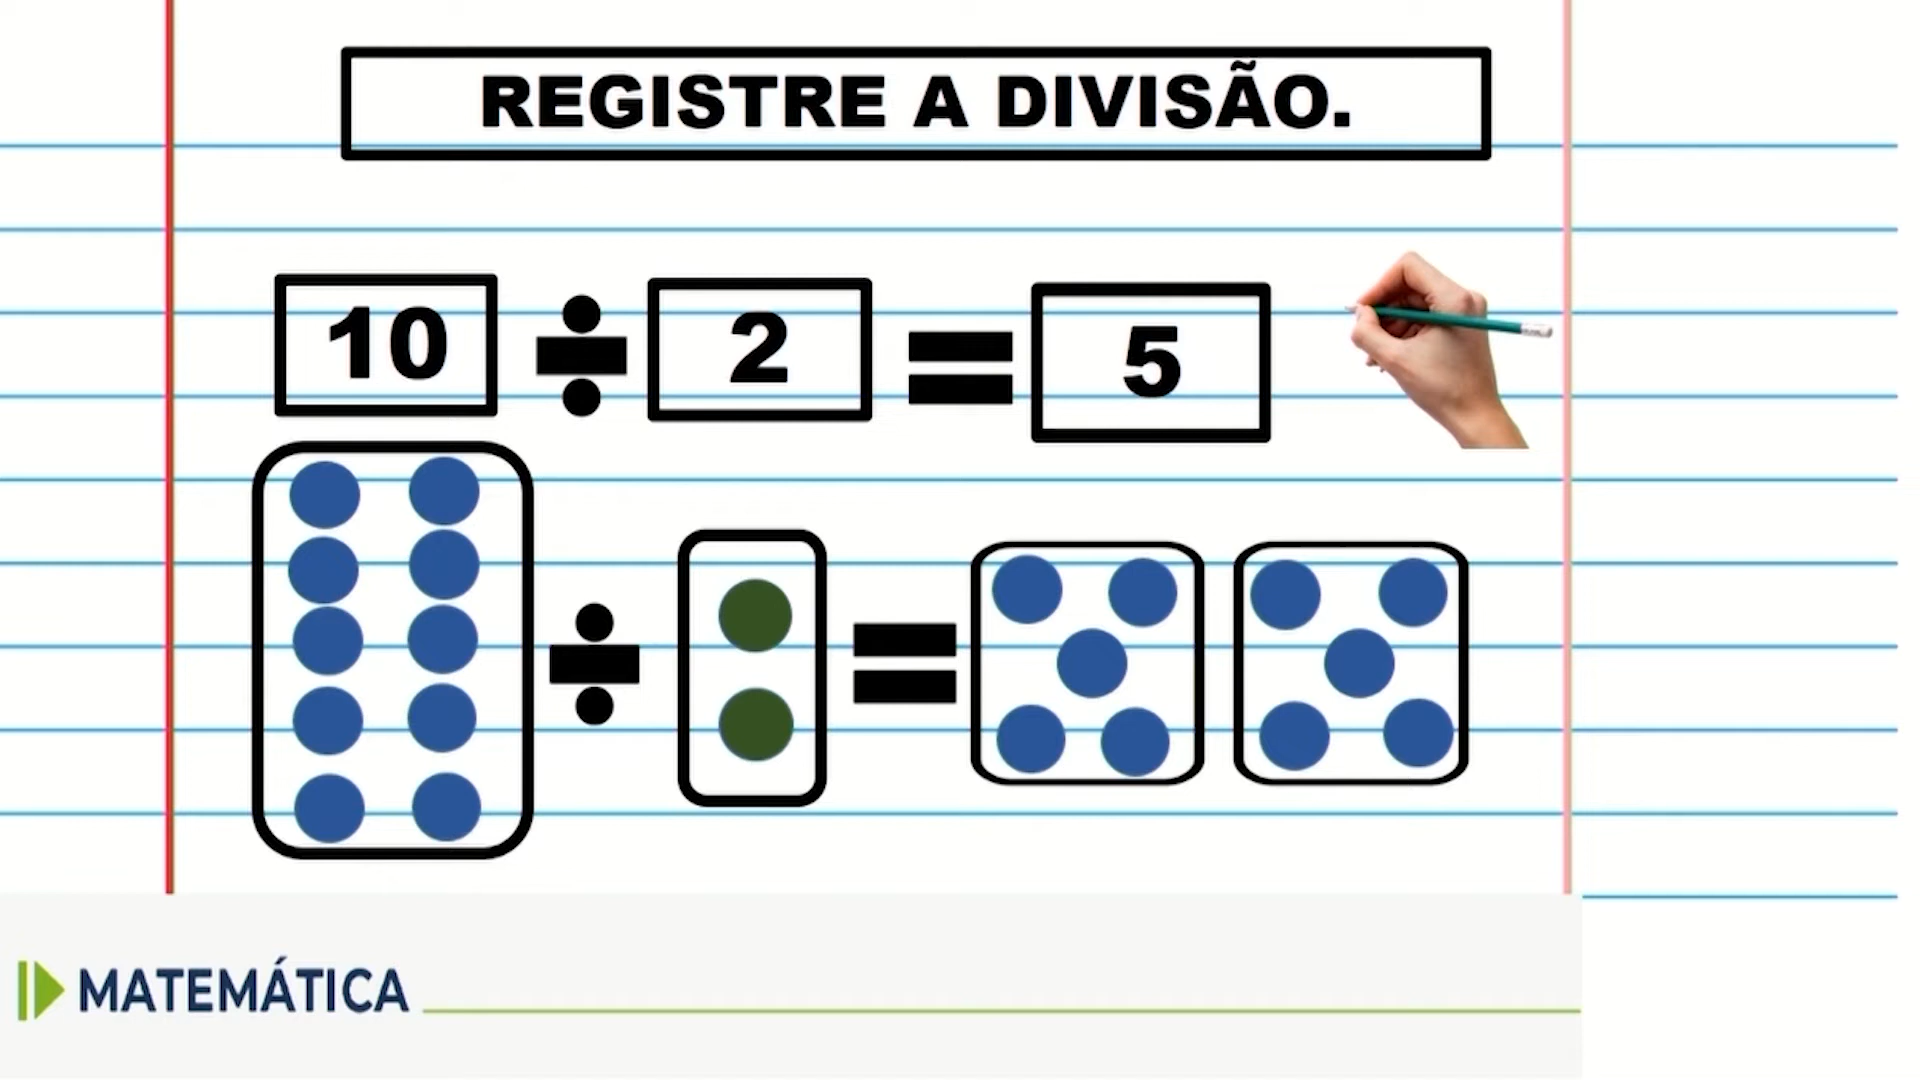 REGISTRE A DIVISÃO.
10 ÷ 2 = 5
÷ =
MATEMÁTICA